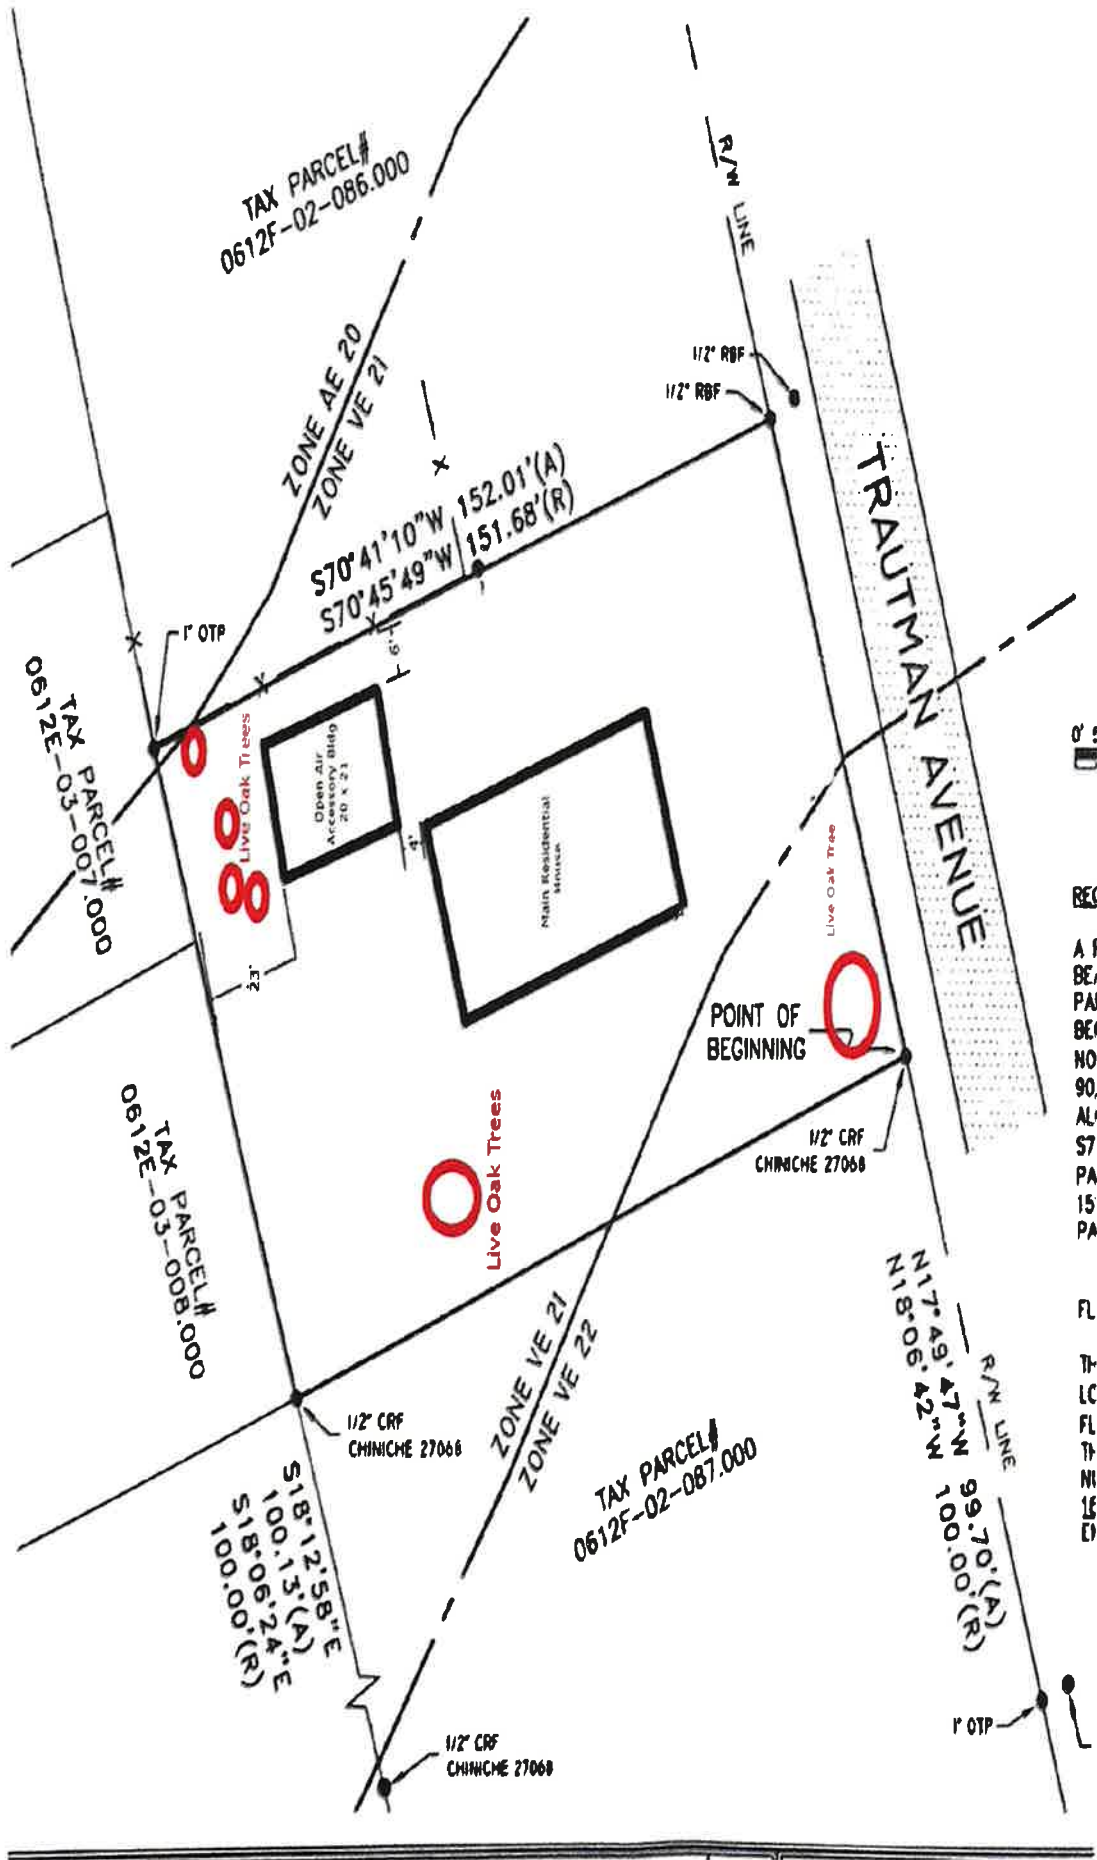 TAX PARCEL#
0612F-02-086.000
R/W LINE
ZONE AE 20
ZONE VE 21
1/2" RBF
1/2" RBF
TRAUTMAN AVENUE
S70°41'10"W 152.01'(A)
S70°45'49"W 151.68'(R)
1" OTP
6'
TAX PARCEL#
0612E-03-007.000
Live Oak Trees
Open Air
Accessory Bldg
20 x 21
4'
Main Residential
House
Live Oak Tree
23'
POINT OF
BEGINNING
1/2" CRF
CHINICHE 27068
TAX PARCEL#
0612E-03-008.000
Live Oak Trees
ZONE VE 21
ZONE VE 22
N17°49'47"W 99.70'(A)
N18°06'42"W 100.00'(R)
R/W LINE
1/2" CRF
CHINICHE 27068
TAX PARCEL#
0612F-02-087.000
S18°12'58"E
100.13'(A)
S18°06'24"E
100.00'(R)
1" OTP
1/2" CRF
CHINICHE 27068